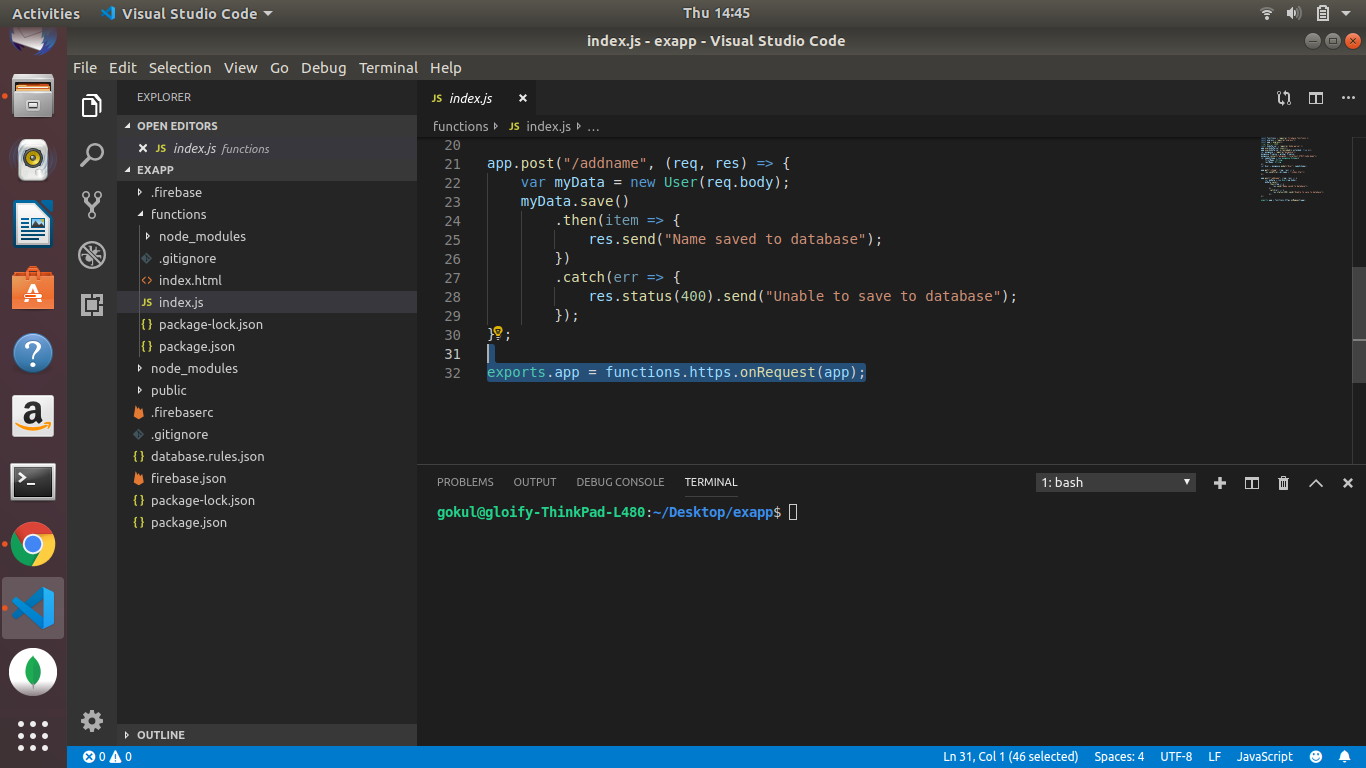 Activities Visual Studio Code Thu 14:45
index.js - exapp - Visual Studio Code
File Edit Selection View Go Debug Terminal Help
EXPLORER
OPEN EDITORS
index.js functions
EXAPP
.firebase
functions
node_modules
.gitignore
index.html
JS index.js
package-lock.json
package.json
node_modules
public
.firebaserc
.gitignore
database.rules.json
firebase.json
package-lock.json
package.json
OUTLINE
JS index.js
functions JS index.js ...
20
21 app.post("/addname", (req, res) => {
22 var myData = new User(req.body);
23 myData.save()
24 .then(item => {
25 res.send("Name saved to database");
26 })
27 .catch(err => {
28 res.status(400).send("Unable to save to database");
29 });
30 } ;
31
32 exports.app = functions.https.onRequest(app);
PROBLEMS OUTPUT DEBUG CONSOLE TERMINAL 1: bash
gokul@gloify-ThinkPad-L480:~/Desktop/exapp$
0 0 Ln 31, Col 1 (46 selected) Spaces: 4 UTF-8 LF JavaScript